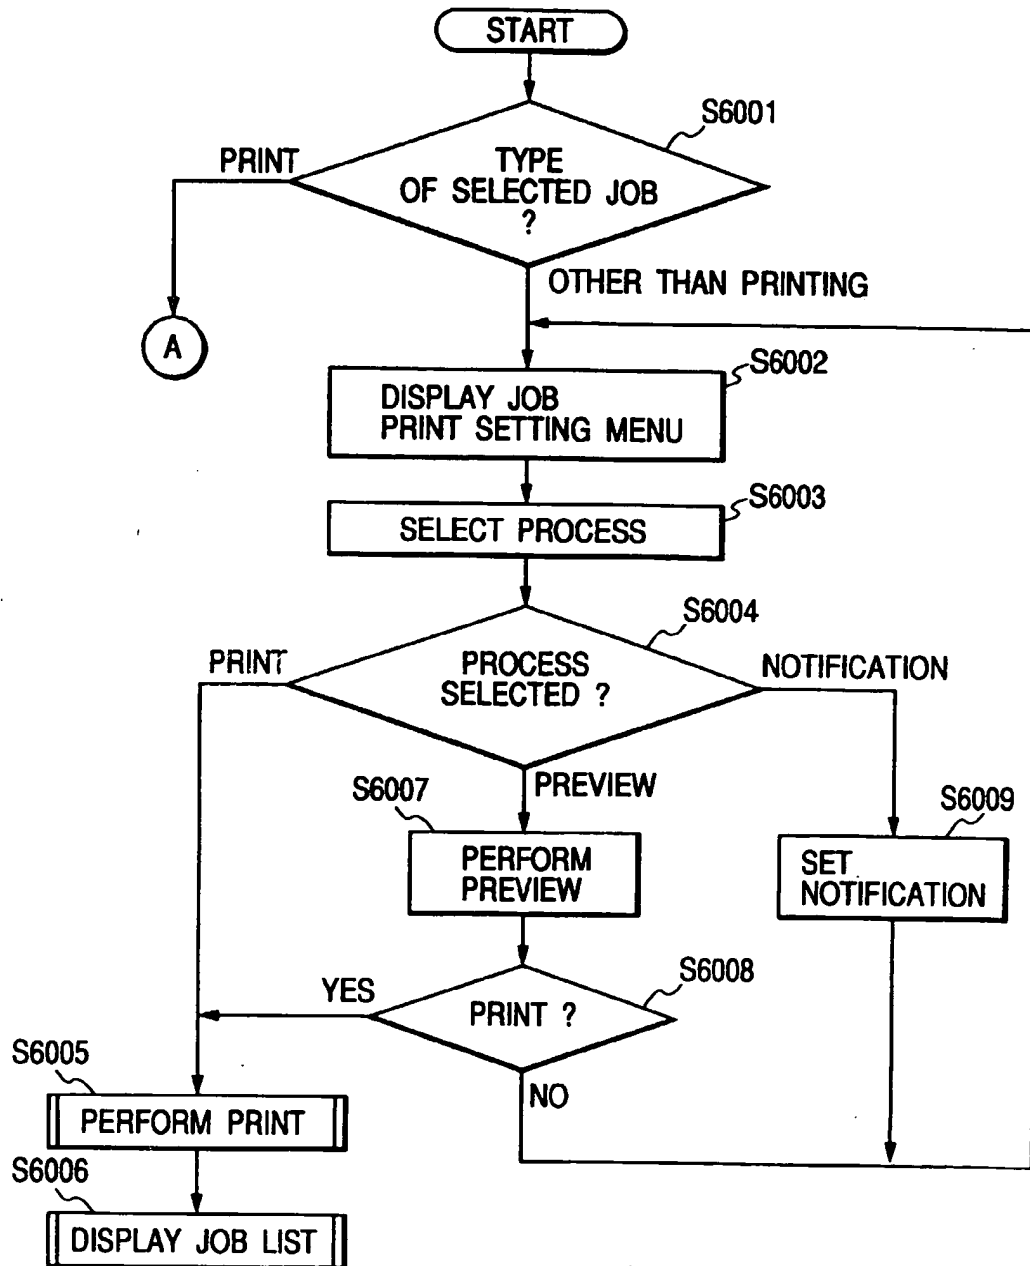 START
S6001
PRINT
TYPE
OF SELECTED JOB
?
OTHER THAN PRINTING
A
S6002
DISPLAY JOB
PRINT SETTING MENU
S6003
SELECT PROCESS
S6004
PRINT
PROCESS
SELECTED ?
NOTIFICATION
PREVIEW
S6007
PERFORM
PREVIEW
S6009
SET
NOTIFICATION
S6008
YES
PRINT ?
NO
S6005
PERFORM PRINT
S6006
DISPLAY JOB LIST